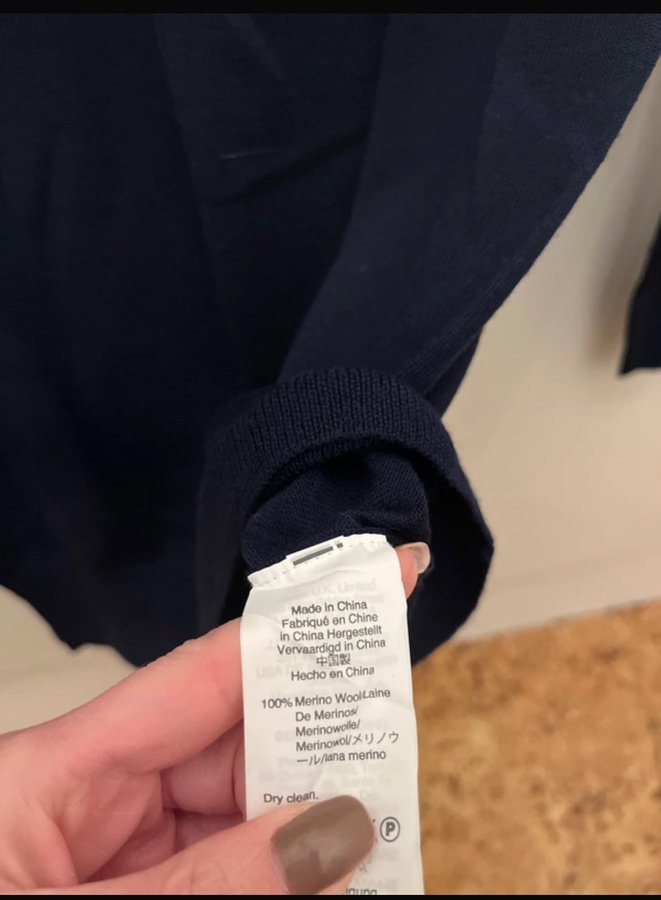 U.K. Limited
Made in China
Fabriqué en Chine
in China Hergestellt
Vervaardigd in China
中国製
Hecho en China
100% Merino Wool/Laine
De Merinos/
Merinowolle/
Merinowol/メリノウ
ール/lana merino
Dry clean.
P